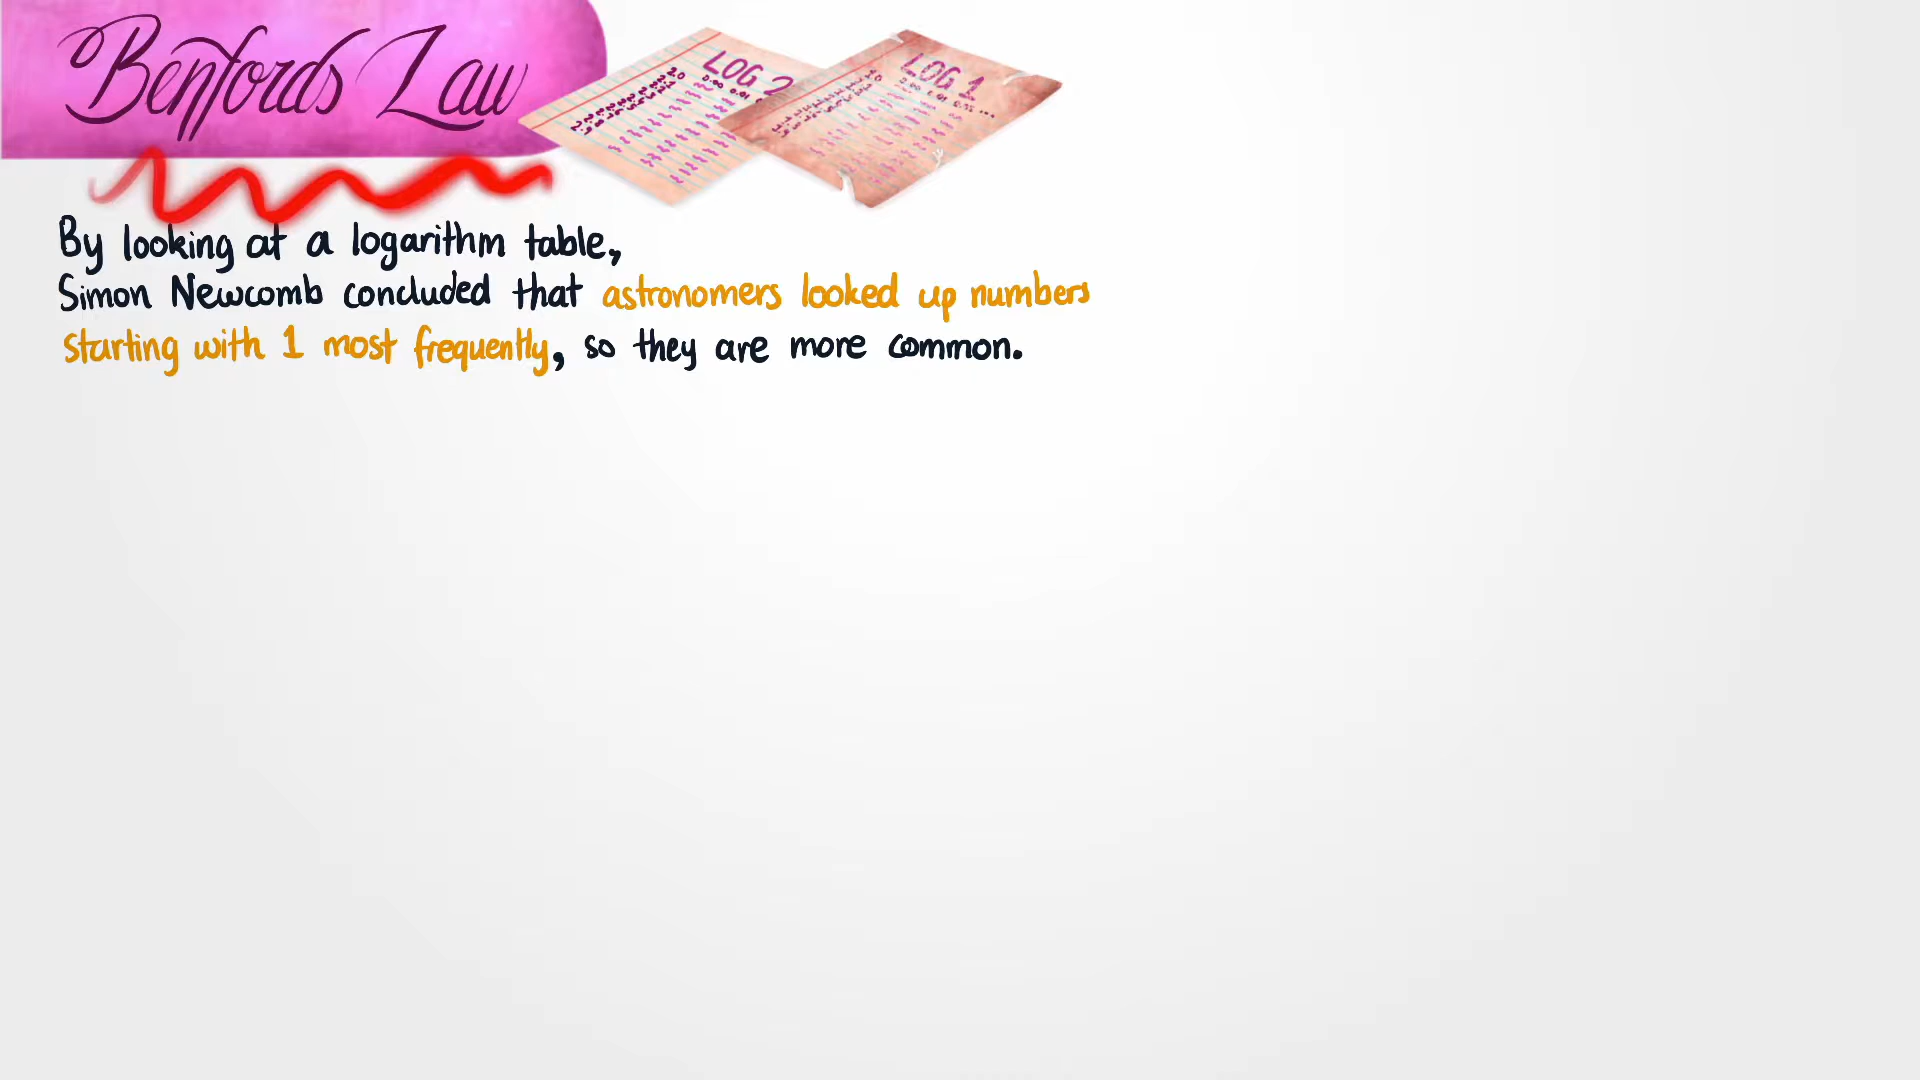 Benfords Law
LOG 2
LOG 1
By looking at a logarithm table,
Simon Newcomb concluded that astronomers looked up numbers
starting with 1 most frequently, so they are more common.